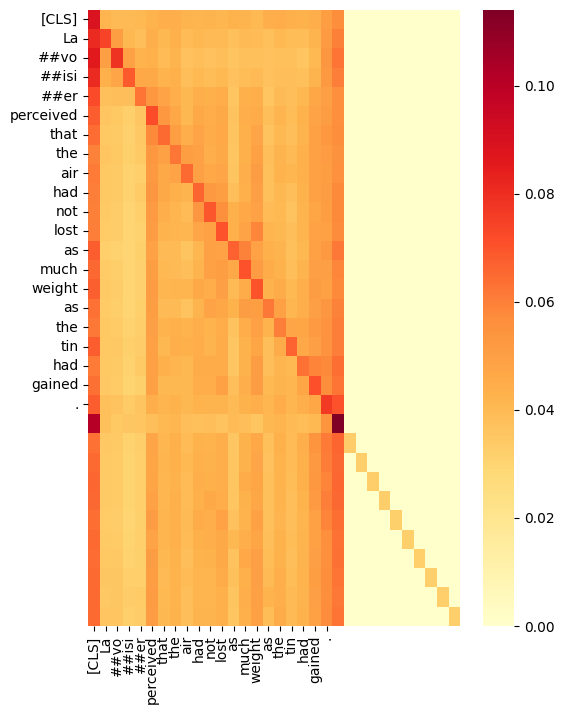 [CLS]
La
##vo
##isi
##er
perceived
that
the
air
had
not
lost
as
much
weight
as
the
tin
had
gained
.
0.10
0.08
0.06
0.04
0.02
0.00
[CLS]
La
##vo
##isi
##er
perceived
that
the
air
had
not
lost
as
much
weight
as
the
tin
had
gained
.